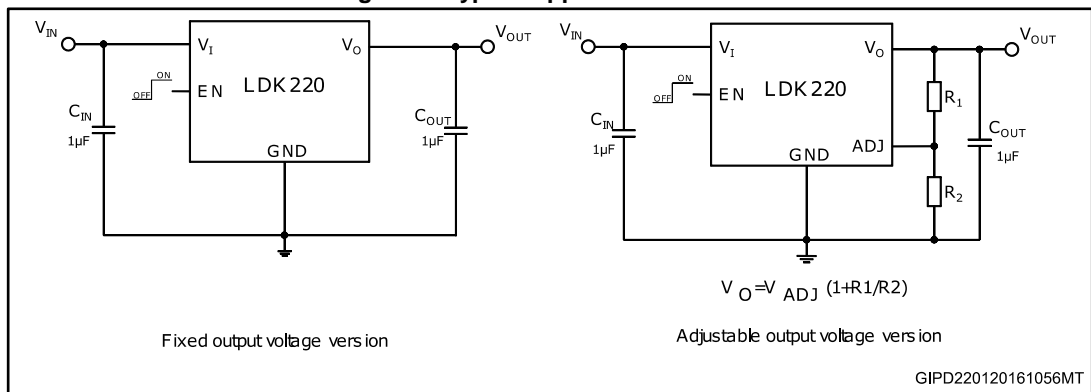 VIN
VI
VO
VOUT
ON
OFF
EN
LDK220
CIN
1µF
COUT
1µF
GND
Fixed output voltage version
VIN
VI
VO
VOUT
ON
OFF
EN
LDK220
R1
CIN
1µF
COUT
1µF
ADJ
GND
R2
V O=V ADJ (1+R1/R2)
Adjustable output voltage version
GIPD220120161056MT